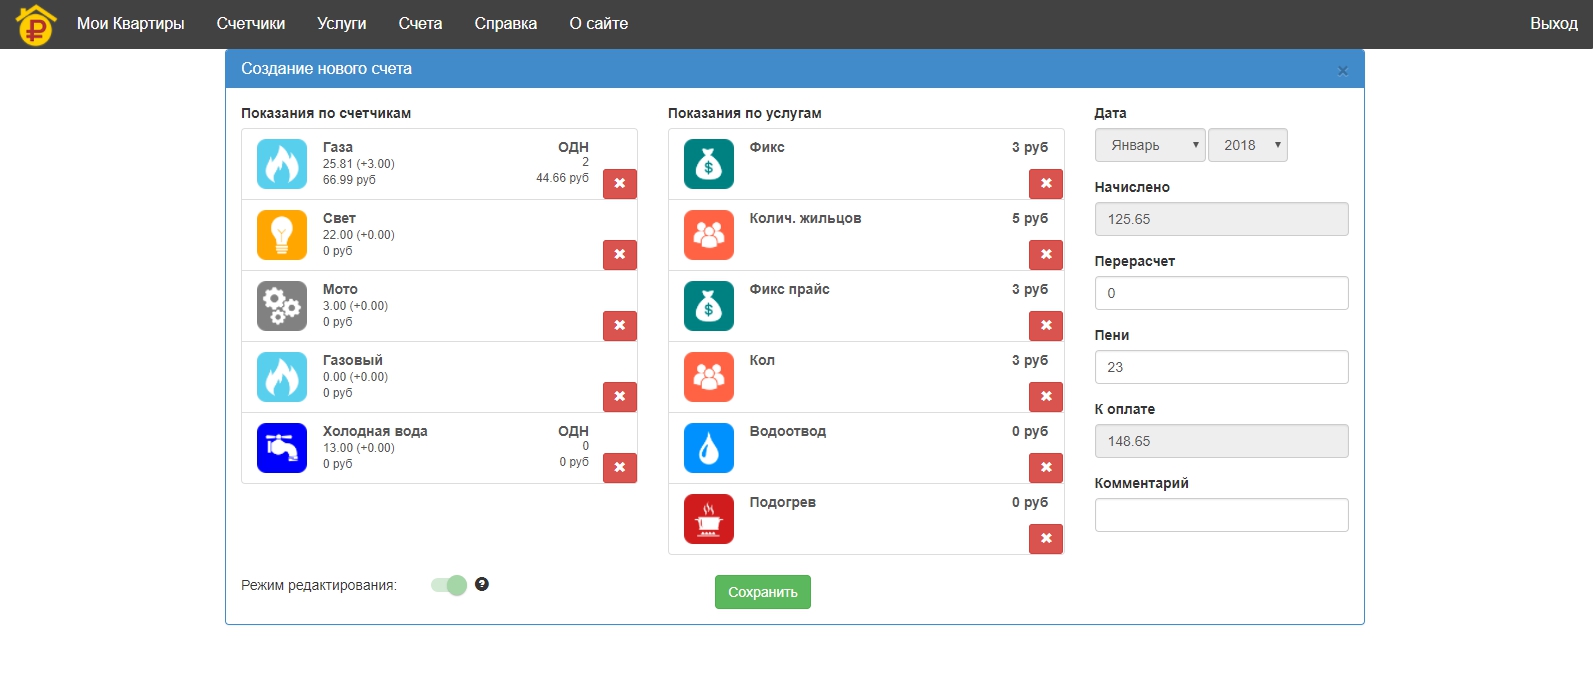 Мои Квартиры Счетчики Услуги Счета Справка О сайте Выход
Создание нового счета ×
Показания по счетчикам
Газа ОДН
25.81 (+3.00) 2
66.99 руб 44.66 руб
Свет
22.00 (+0.00)
0 руб
Мото
3.00 (+0.00)
0 руб
Газовый
0.00 (+0.00)
0 руб
Холодная вода ОДН
13.00 (+0.00) 0
0 руб 0 руб
Показания по услугам
Фикс 3 руб
Колич. жильцов 5 руб
Фикс прайс 3 руб
Кол 3 руб
Водоотвод 0 руб
Подогрев 0 руб
Дата
Январь 2018
Начислено
125.65
Перерасчет
0
Пени
23
К оплате
148.65
Комментарий
Режим редактирования: ?
Сохранить